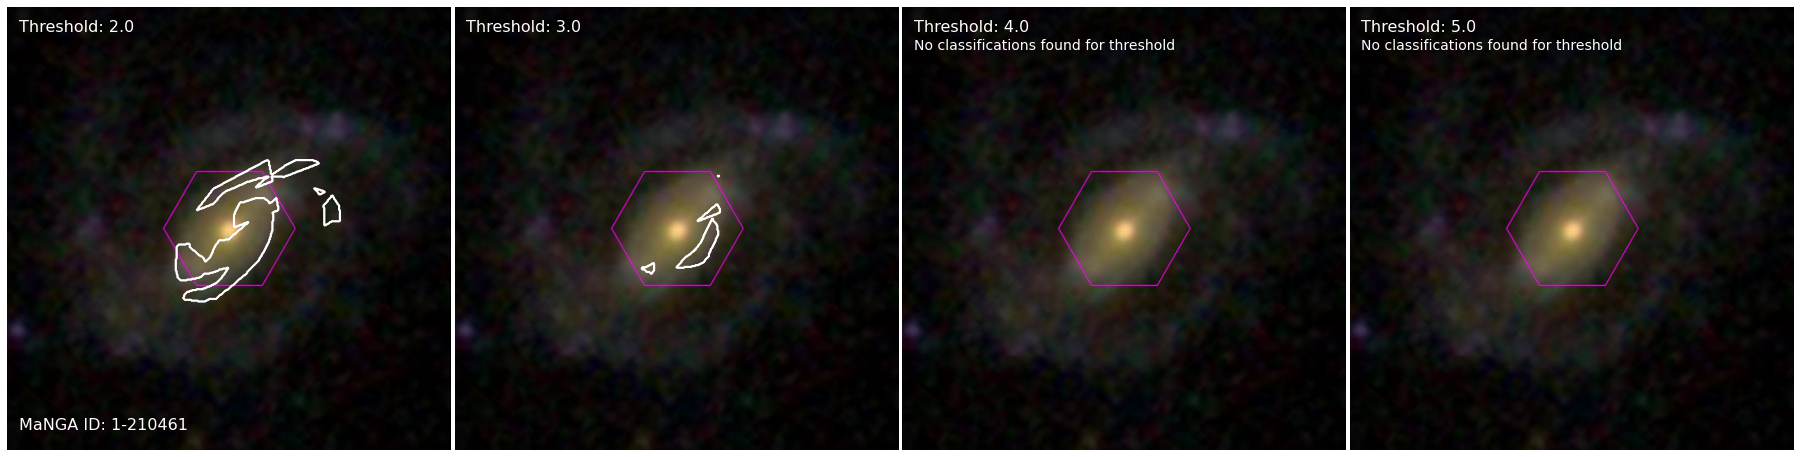 Threshold: 2.0
MaNGA ID: 1-210461
Threshold: 3.0
Threshold: 4.0
No classifications found for threshold
Threshold: 5.0
No classifications found for threshold